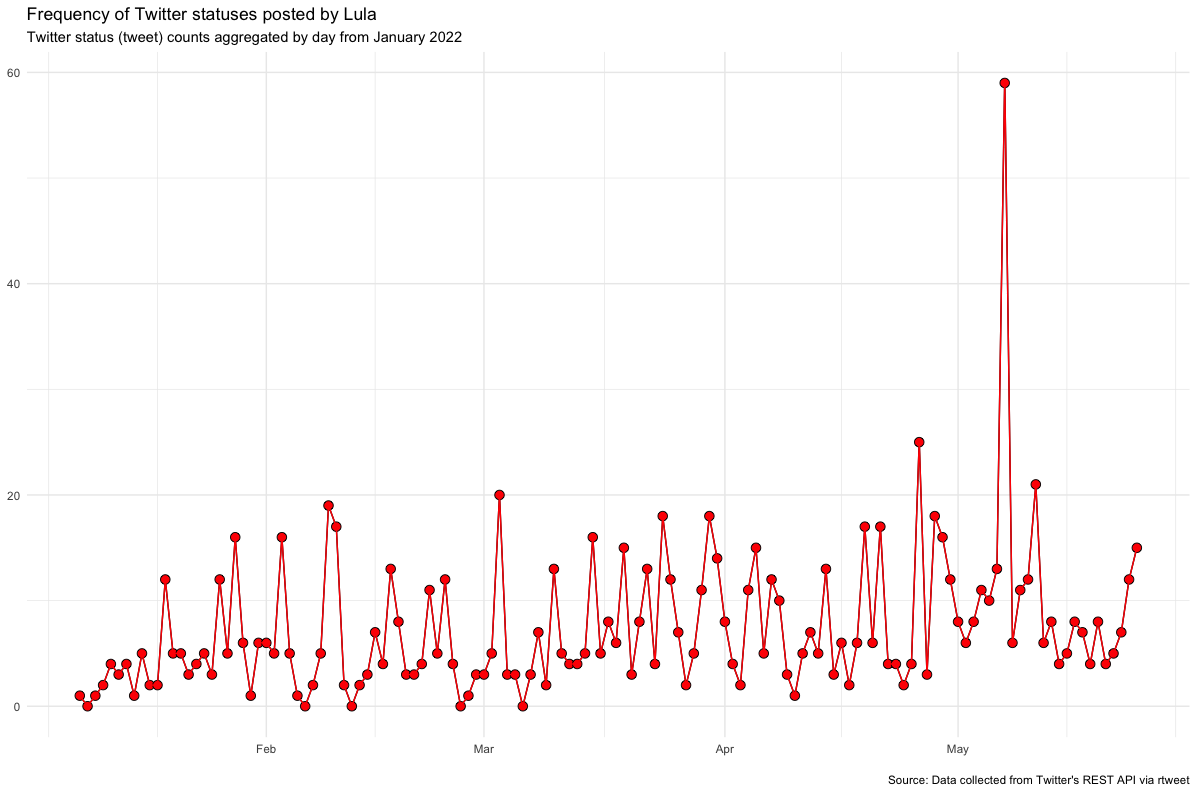 Frequency of Twitter statuses posted by Lula
Twitter status (tweet) counts aggregated by day from January 2022
60
40
20
0
Feb Mar Apr May
Source: Data collected from Twitter's REST API via rtweet